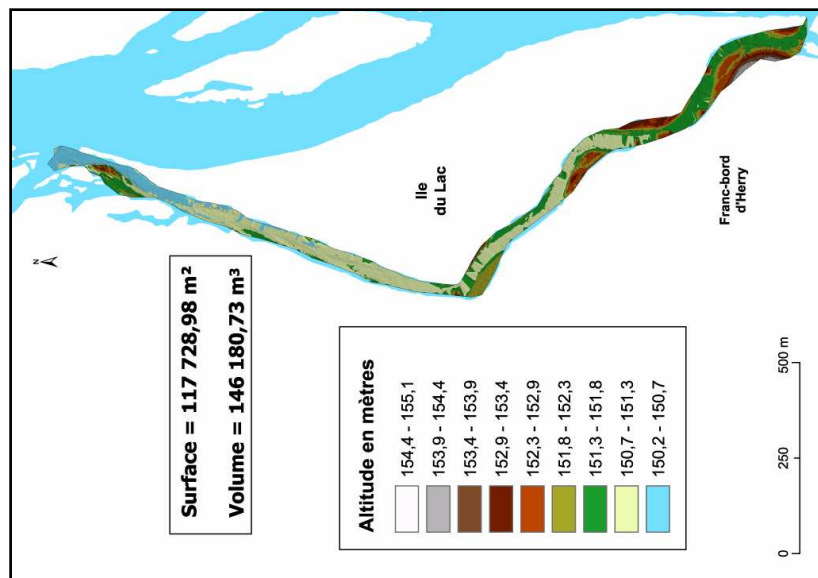 Ile
du Lac
Franc-bord
d'Herry
N
Surface = 117 728,98 m²
Volume = 146 180,73 m³
Altitude en mètres
154,4 - 155,1
153,9 - 154,4
153,4 - 153,9
152,9 - 153,4
152,3 - 152,9
151,8 - 152,3
151,3 - 151,8
150,7 - 151,3
150,2 - 150,7
0 250 500 m